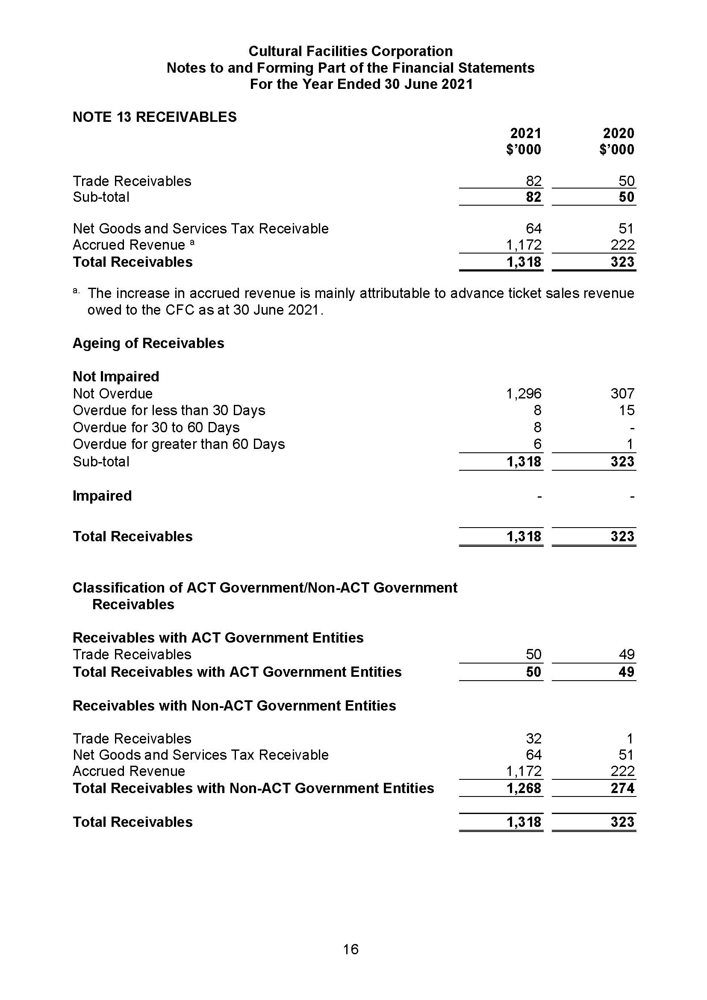 Cultural Facilities Corporation
Notes to and Forming Part of the Financial Statements
For the Year Ended 30 June 2021
NOTE 13 RECEIVABLES
2021 2020
$’000 $’000
Trade Receivables 82 50
Sub-total 82 50
Net Goods and Services Tax Receivable 64 51
Accrued Revenue a 1,172 222
Total Receivables 1,318 323
a. The increase in accrued revenue is mainly attributable to advance ticket sales revenue
owed to the CFC as at 30 June 2021.
Ageing of Receivables
Not Impaired
Not Overdue 1,296 307
Overdue for less than 30 Days 8 15
Overdue for 30 to 60 Days 8 -
Overdue for greater than 60 Days 6 1
Sub-total 1,318 323
Impaired - -
Total Receivables 1,318 323
Classification of ACT Government/Non-ACT Government
Receivables
Receivables with ACT Government Entities
Trade Receivables 50 49
Total Receivables with ACT Government Entities 50 49
Receivables with Non-ACT Government Entities
Trade Receivables 32 1
Net Goods and Services Tax Receivable 64 51
Accrued Revenue 1,172 222
Total Receivables with Non-ACT Government Entities 1,268 274
Total Receivables 1,318 323
16